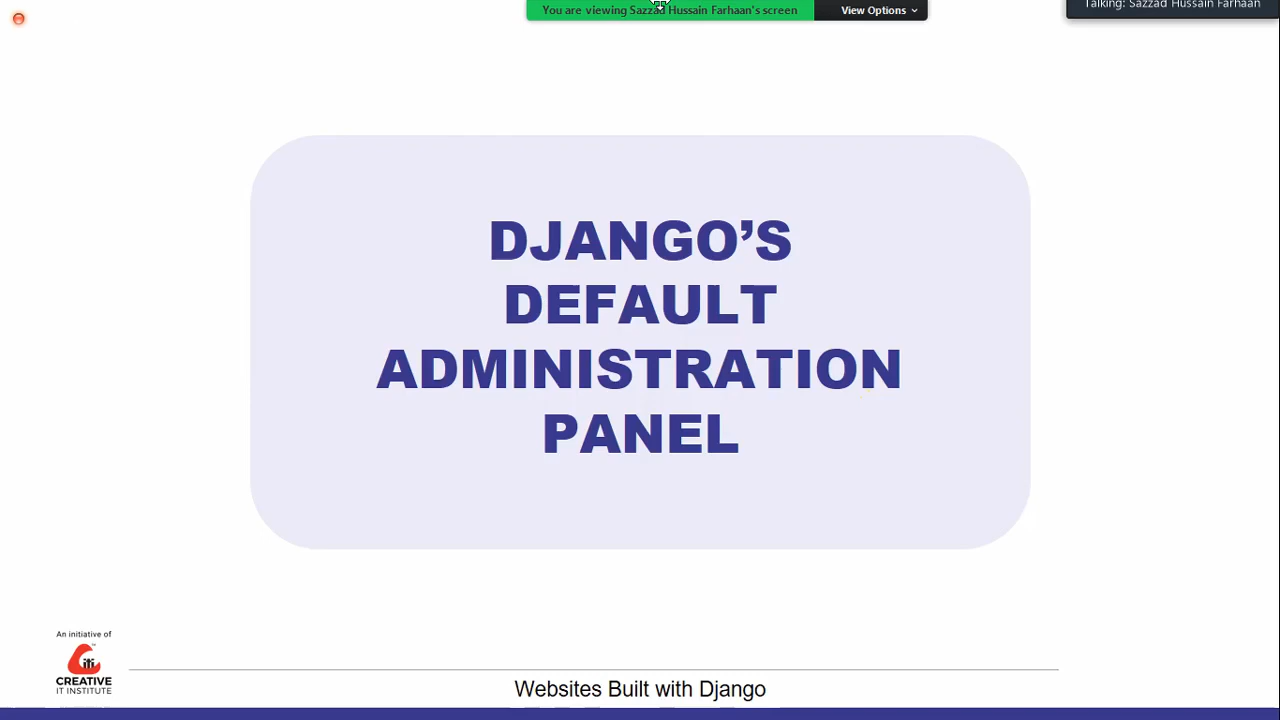 You are viewing Sazzad Hussain Farhaan's screen
View Options
Talking: Sazzad Hussain Farhaan
DJANGO’S
DEFAULT
ADMINISTRATION
PANEL
An initiative of
CREATIVE
IT INSTITUTE
Websites Built with Django